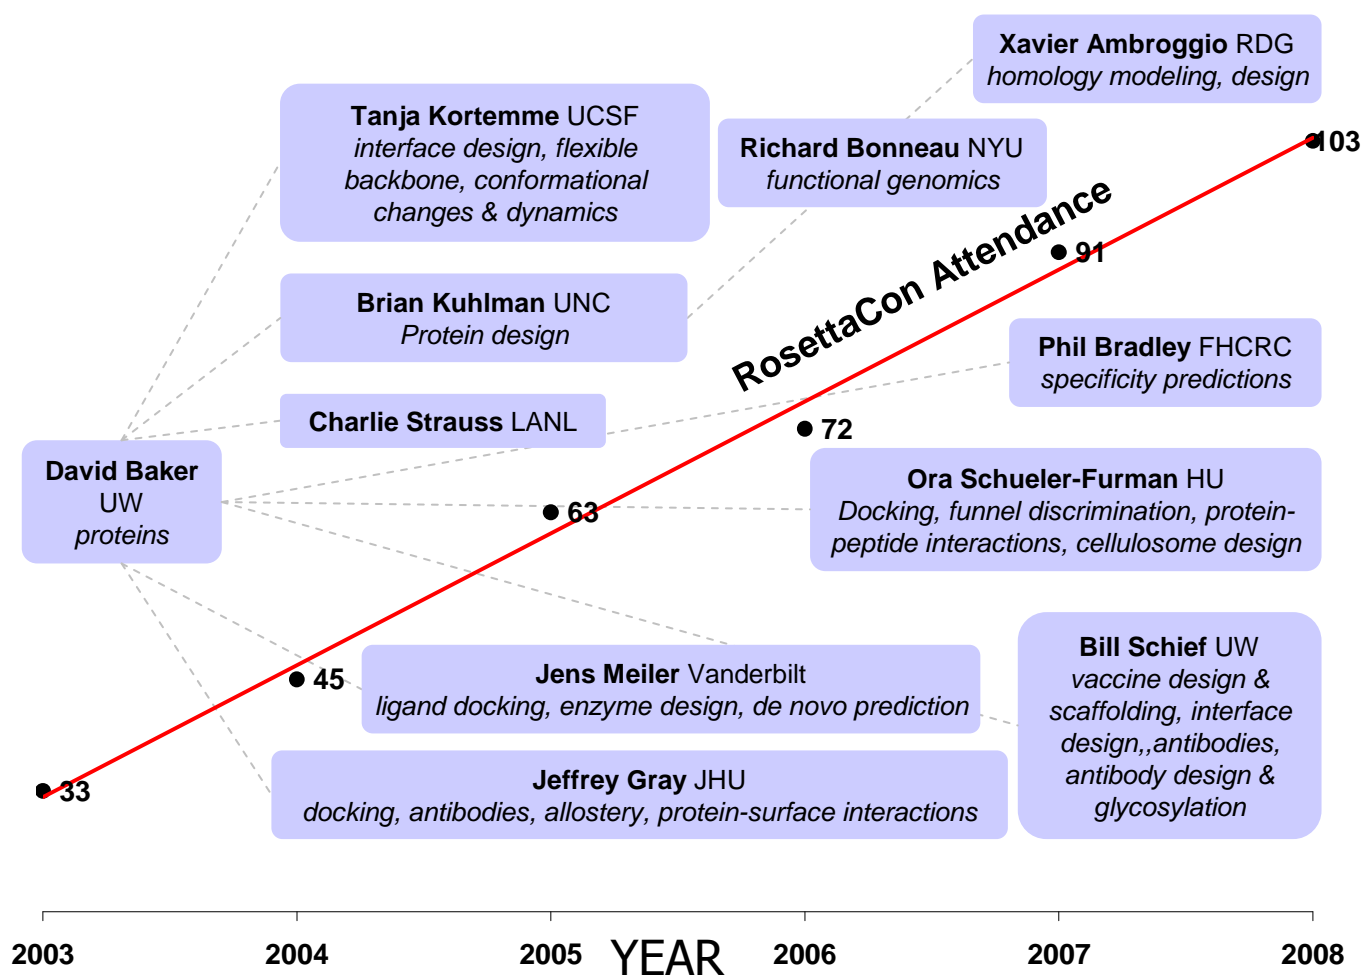 Xavier Ambroggio RDG
homology modeling, design
Tanja Kortemme UCSF
interface design, flexible
backbone, conformational
changes & dynamics
Richard Bonneau NYU
functional genomics
103
RosettaCon Attendance
91
Brian Kuhlman UNC
Protein design
Phil Bradley FHCRC
specificity predictions
Charlie Strauss LANL
72
David Baker
UW
proteins
63
Ora Schueler-Furman HU
Docking, funnel discrimination, protein-
peptide interactions, cellulosome design
45
Jens Meiler Vanderbilt
ligand docking, enzyme design, de novo prediction
Bill Schief UW
vaccine design &
scaffolding, interface
design,,antibodies,
antibody design &
glycosylation
33
Jeffrey Gray JHU
docking, antibodies, allostery, protein-surface interactions
2003 2004 2005 YEAR 2006 2007 2008